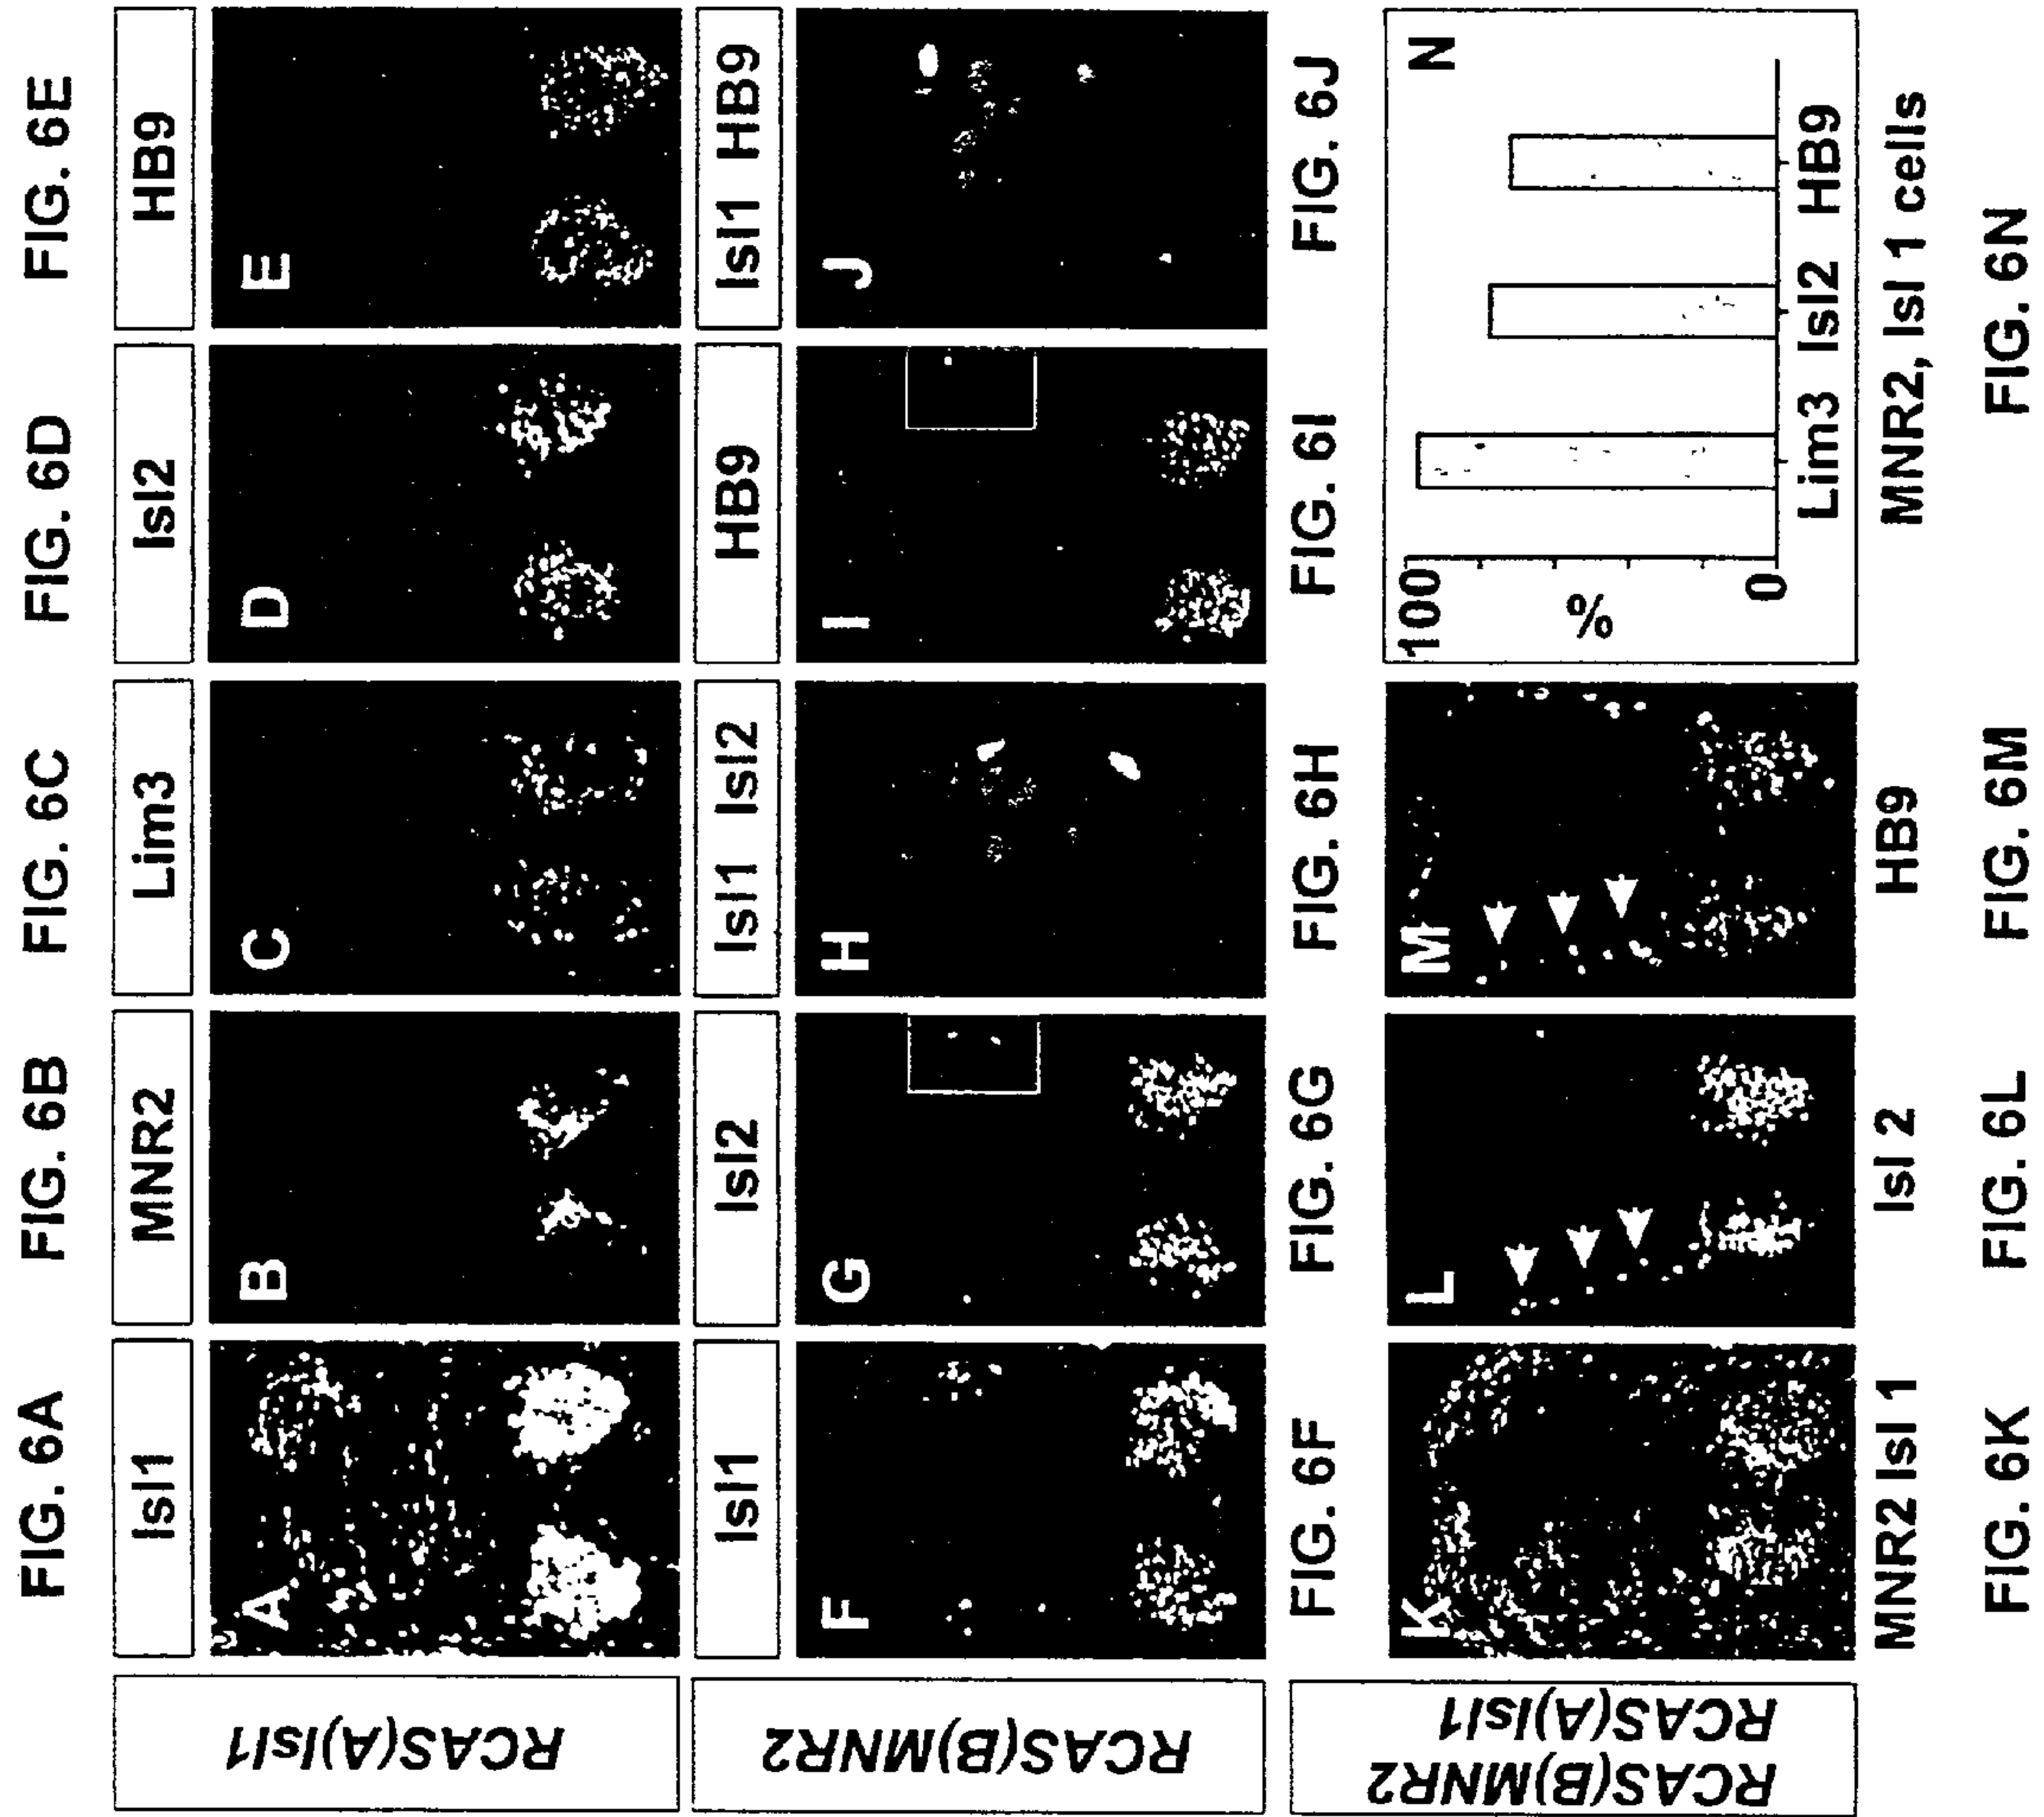 FIG. 6A
FIG. 6B
FIG. 6C
FIG. 6D
FIG. 6E
RCAS(A)Isl1
Isl1
MNR2
Lim3
Isl2
HB9
A
B
C
D
E
RCAS(B)MNR2
Isl1
Isl2
Isl1 Isl2
HB9
Isl1 HB9
F
G
H
I
J
FIG. 6F
FIG. 6G
FIG. 6H
FIG. 6I
FIG. 6J
RCAS(B)MNR2
RCAS(A)Isl1
K
L
M
N
100
%
0
Lim3 Isl2 HB9
MNR2 Isl 1
Isl 2
HB9
MNR2, Isl 1 cells
FIG. 6K
FIG. 6L
FIG. 6M
FIG. 6N